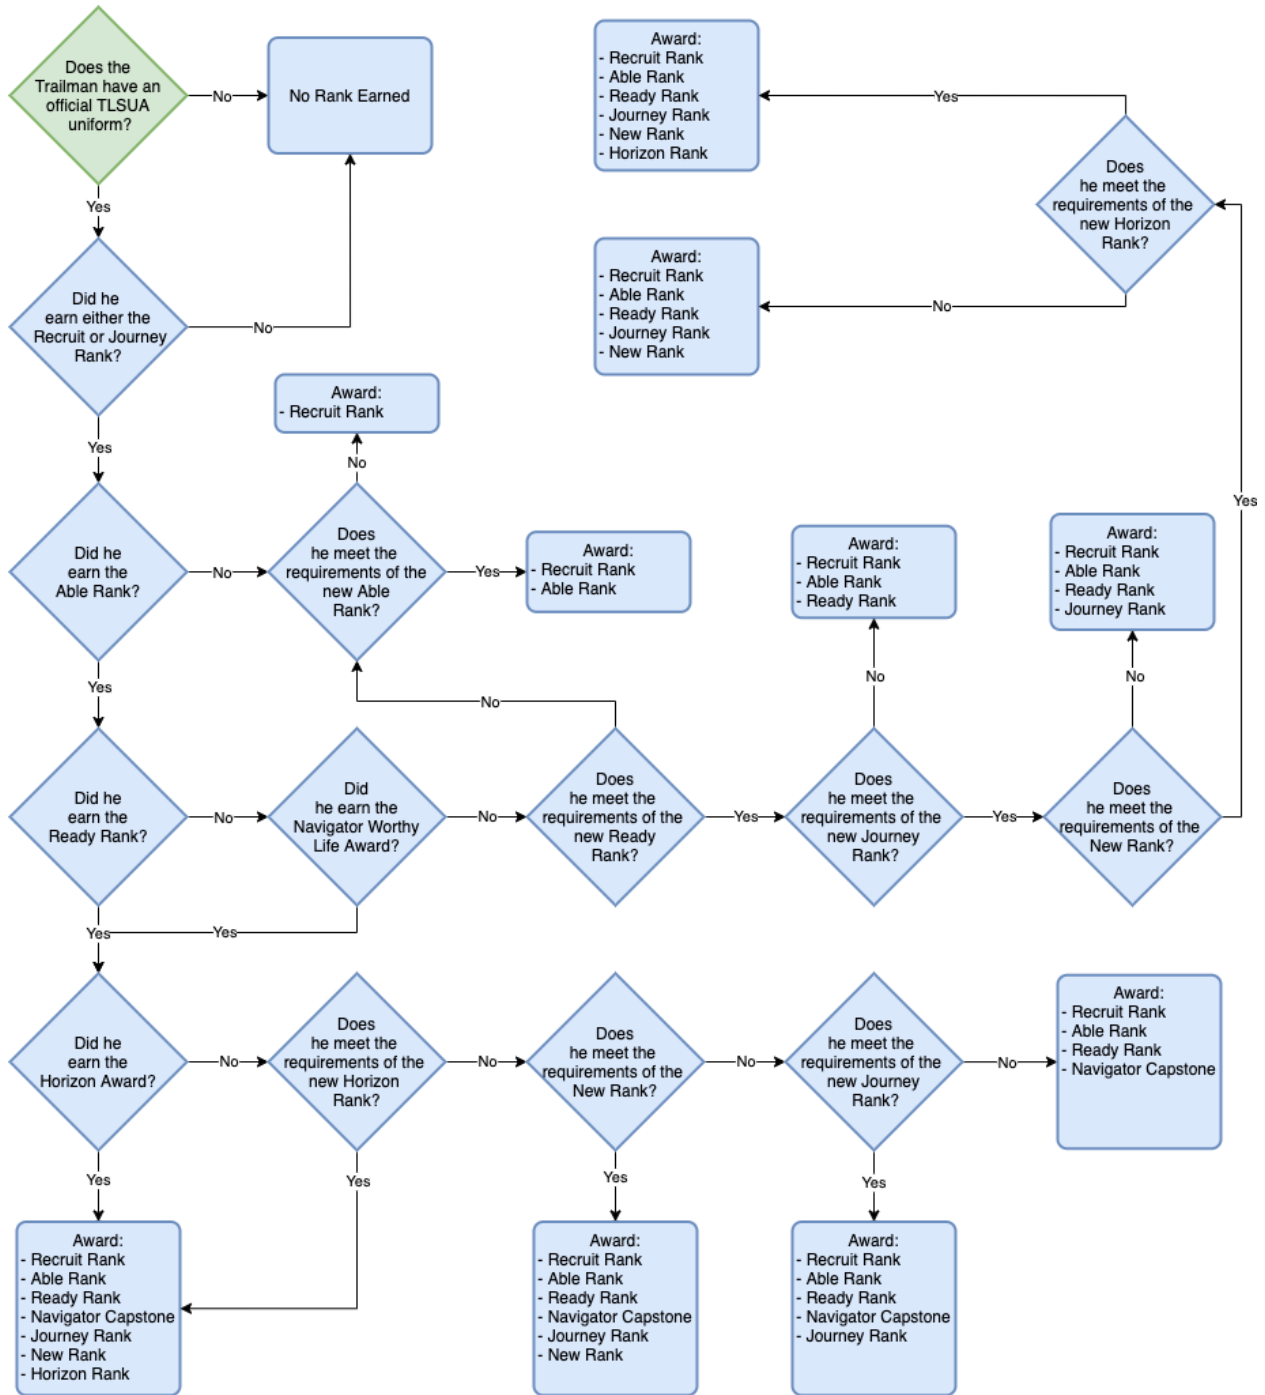 Does the
Trailman have an
official TLSUA
uniform?
No
No Rank Earned
Yes
Did he
earn either the
Recruit or Journey
Rank?
No
Yes
Award:
- Recruit Rank
- Able Rank
- Ready Rank
- Journey Rank
- New Rank
- Horizon Rank
Yes
Does
he meet the
requirements of the
new Horizon
Rank?
Award:
- Recruit Rank
- Able Rank
- Ready Rank
- Journey Rank
- New Rank
No
Yes
Award:
- Recruit Rank
No
Did he
earn the
Able Rank?
No
Does
he meet the
requirements of the
new Able
Rank?
Yes
Award:
- Recruit Rank
- Able Rank
Award:
- Recruit Rank
- Able Rank
- Ready Rank
Award:
- Recruit Rank
- Able Rank
- Ready Rank
- Journey Rank
Yes
No
No
No
Did he
earn the
Ready Rank?
No
Did
he earn the
Navigator Worthy
Life Award?
No
Does
he meet the
requirements of the
new Ready
Rank?
Yes
Does
he meet the
requirements of the
new Journey
Rank?
Yes
Does
he meet the
requirements of the
New Rank?
Yes
Yes
Did he
earn the
Horizon Award?
No
Does
he meet the
requirements of the
new Horizon
Rank?
No
Does
he meet the
requirements of the
New Rank?
No
Does
he meet the
requirements of the
new Journey
Rank?
No
Award:
- Recruit Rank
- Able Rank
- Ready Rank
- Navigator Capstone
Yes
Yes
Yes
Yes
Award:
- Recruit Rank
- Able Rank
- Ready Rank
- Navigator Capstone
- Journey Rank
- New Rank
- Horizon Rank
Award:
- Recruit Rank
- Able Rank
- Ready Rank
- Navigator Capstone
- Journey Rank
- New Rank
Award:
- Recruit Rank
- Able Rank
- Ready Rank
- Navigator Capstone
- Journey Rank